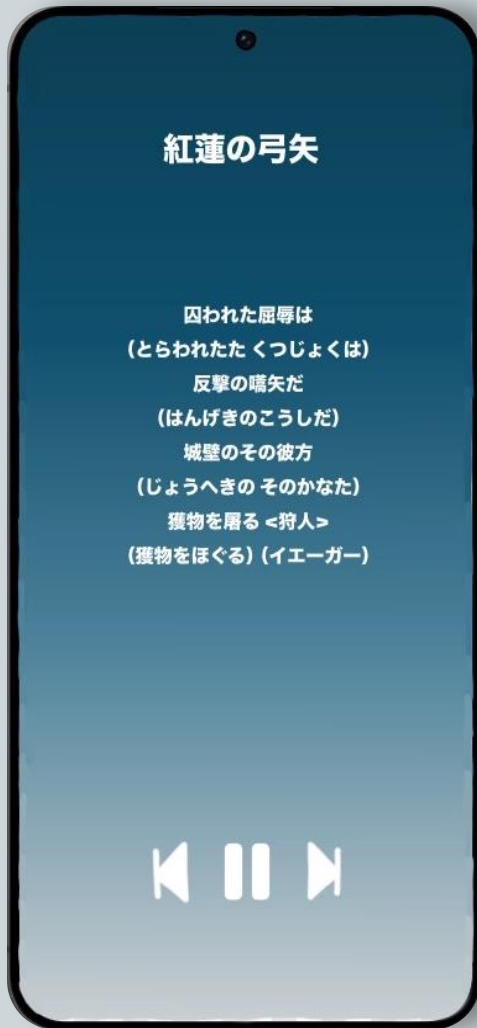 紅蓮の弓矢
囚われた屈辱は
(とらわれたた くつじょくは)
反撃の嚆矢だ
(はんげきのこうしだ)
城壁のその彼方
(じょうへきの そのかなた)
獲物を屠る <狩人>
(獲物をほぐる) (イエーガー)